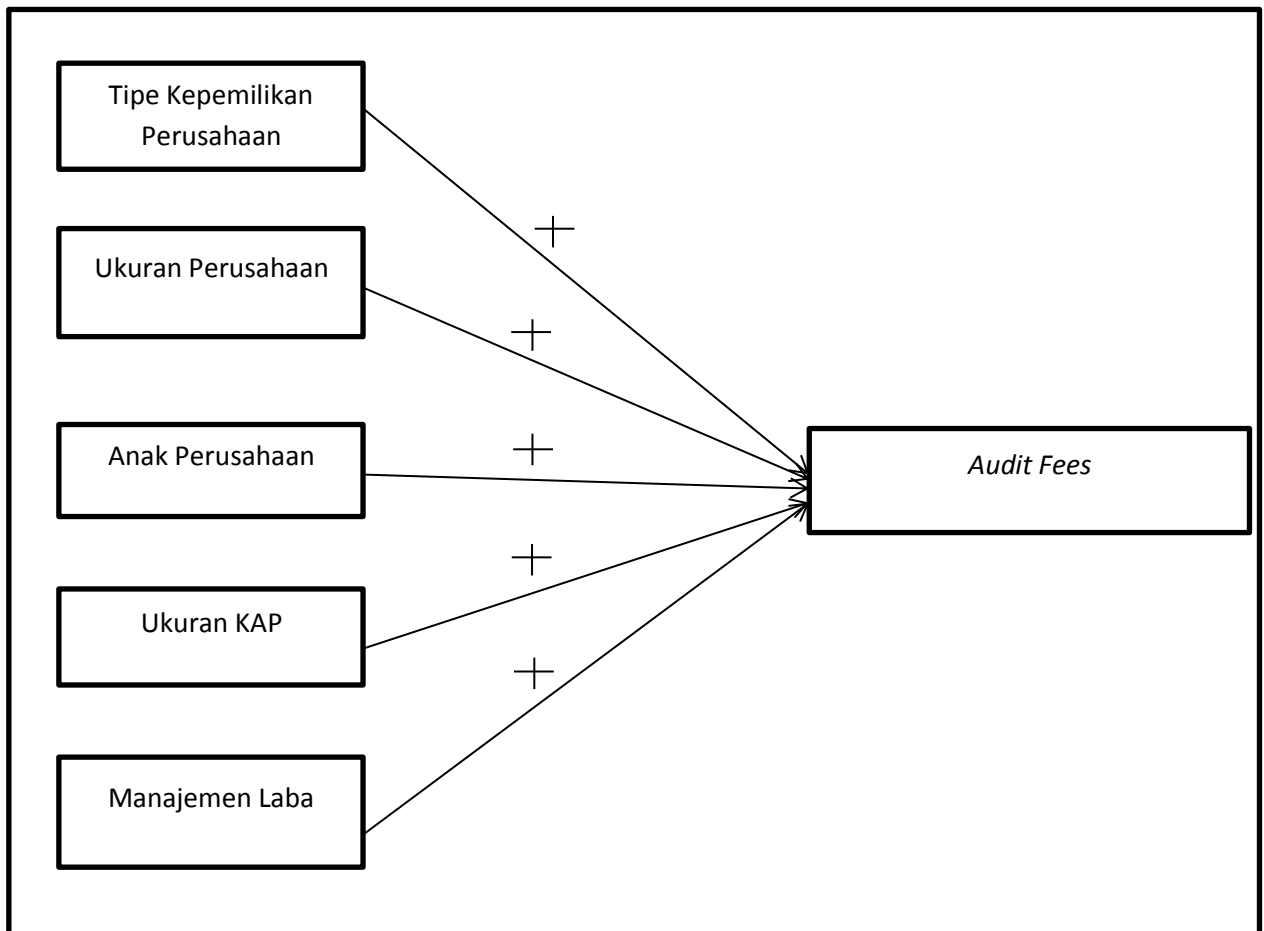 Tipe Kepemilikan
Perusahaan
+
Ukuran Perusahaan
+
Anak Perusahaan
+
Audit Fees
+
Ukuran KAP
+
Manajemen Laba